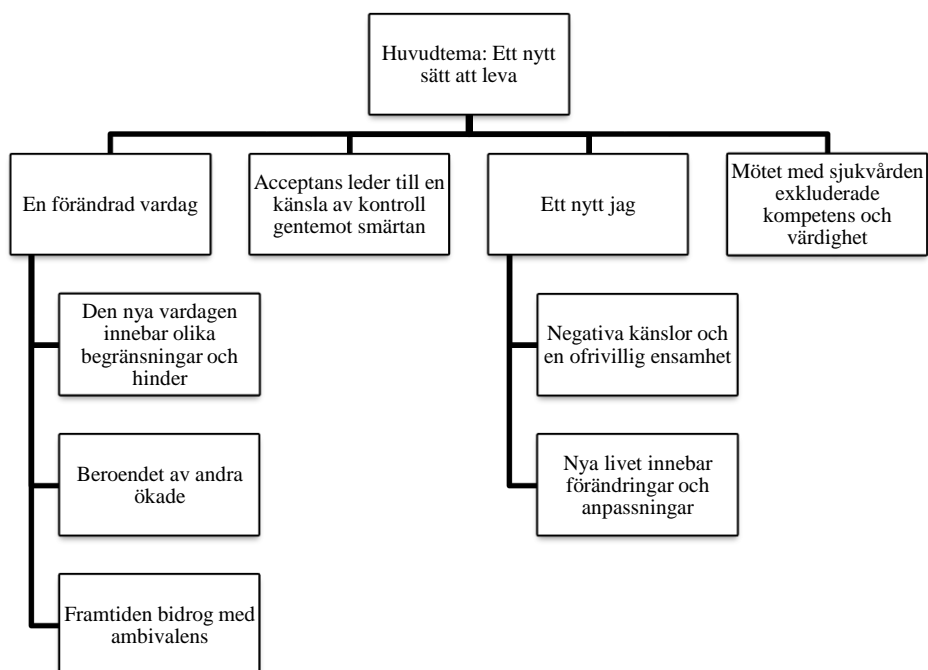 Huvudtema: Ett nytt
sätt att leva
En förändrad vardag
Acceptans leder till en
känsla av kontroll
gentemot smärtan
Ett nytt jag
Mötet med sjukvården
exkluderade
kompetens och
värdighet
Den nya vardagen
innebar olika
begränsningar och
hinder
Beroendet av andra
ökade
Framtiden bidrog med
ambivalens
Negativa känslor och
en ofrivillig ensamhet
Nya livet innebar
förändringar och
anpassningar